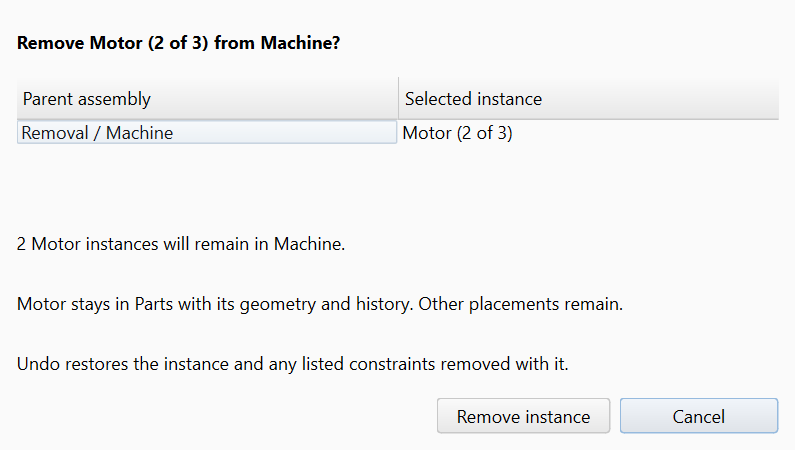 Remove Motor (2 of 3) from Machine?
Parent assembly Selected instance
Removal / Machine Motor (2 of 3)
2 Motor instances will remain in Machine.
Motor stays in Parts with its geometry and history. Other placements remain.
Undo restores the instance and any listed constraints removed with it.
Remove instance Cancel